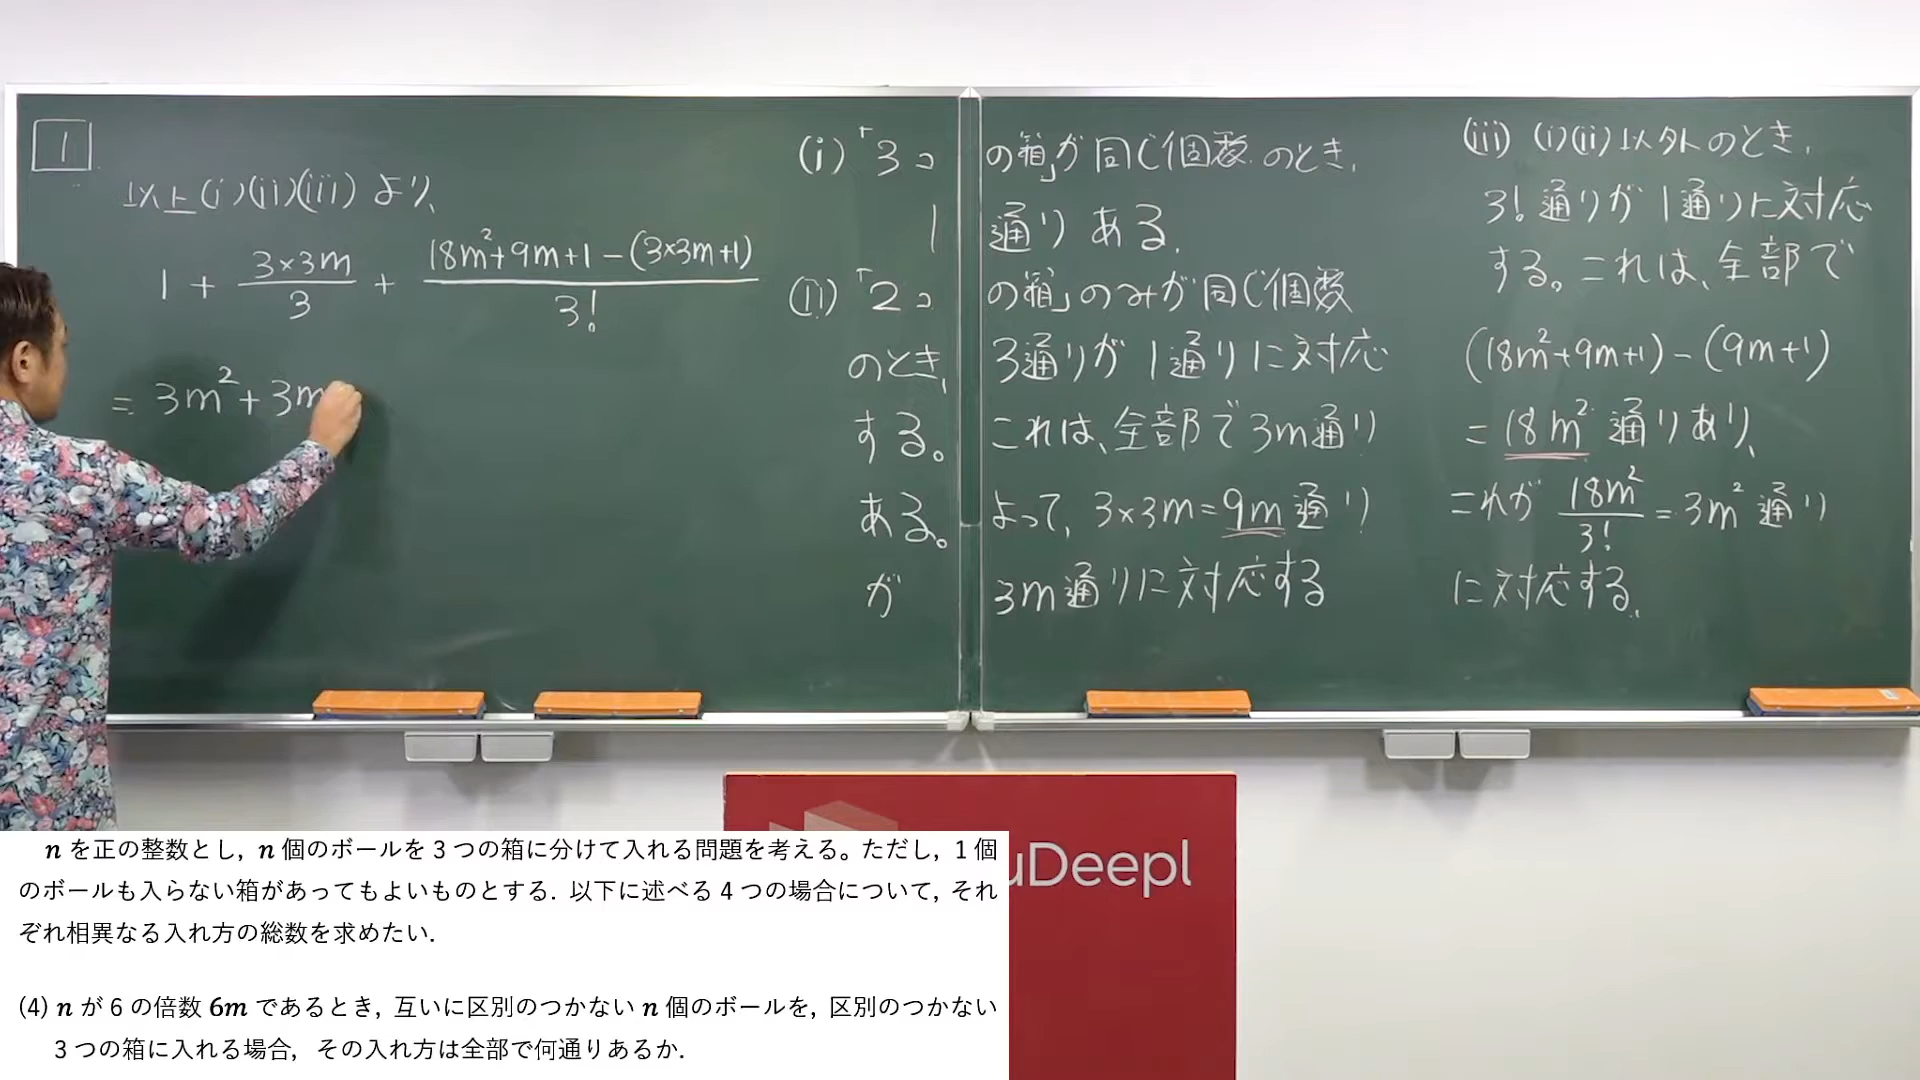 1
以上(i)(ii)(iii)より、
1 + 3×3m/3 + 18m²+9m+1-(3×3m+1)/3!
= 3m²+3m
(i)「3つの箱」が同じ個数のとき、
1通りある。
(ii)「2つの箱」のみが同じ個数
のとき、3通りが1通りに対応
する。これは、全部で3m通り
ある。よって、3×3m=9m通り
が3m通りに対応する
(iii) (i)(ii)以外のとき、
3!通りが1通りに対応
する。これは、全部で
(18m²+9m+1)-(9m+1)
=18m²通りあり、
これが 18m²/3! = 3m²通り
に対応する。
uDeepl
nを正の整数とし, n個のボールを3つの箱に分けて入れる問題を考える。ただし, 1個
のボールも入らない箱があってもよいものとする. 以下に述べる4つの場合について, それ
ぞれ相異なる入れ方の総数を求めたい.
(4) nが6の倍数6mであるとき, 互いに区別のつかないn個のボールを, 区別のつかない
3つの箱に入れる場合, その入れ方は全部で何通りあるか.